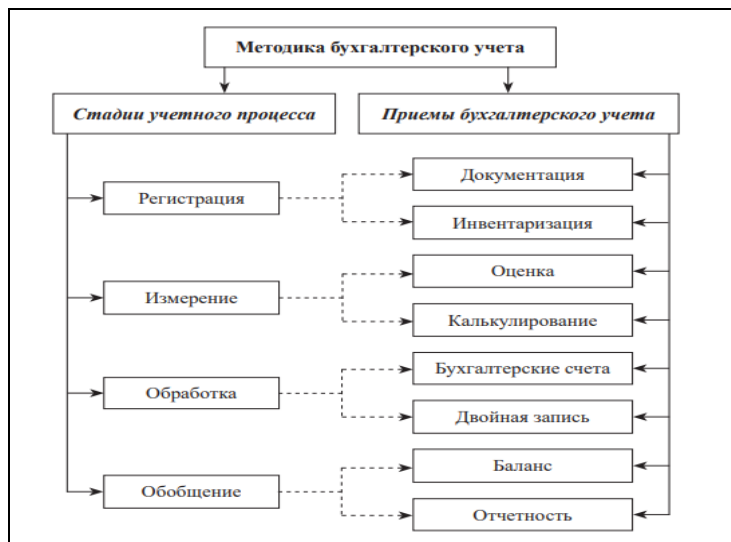 Методика бухгалтерского учета
Стадии учетного процесса
Приемы бухгалтерского учета
Регистрация
Документация
Инвентаризация
Измерение
Оценка
Калькулирование
Обработка
Бухгалтерские счета
Двойная запись
Обобщение
Баланс
Отчетность